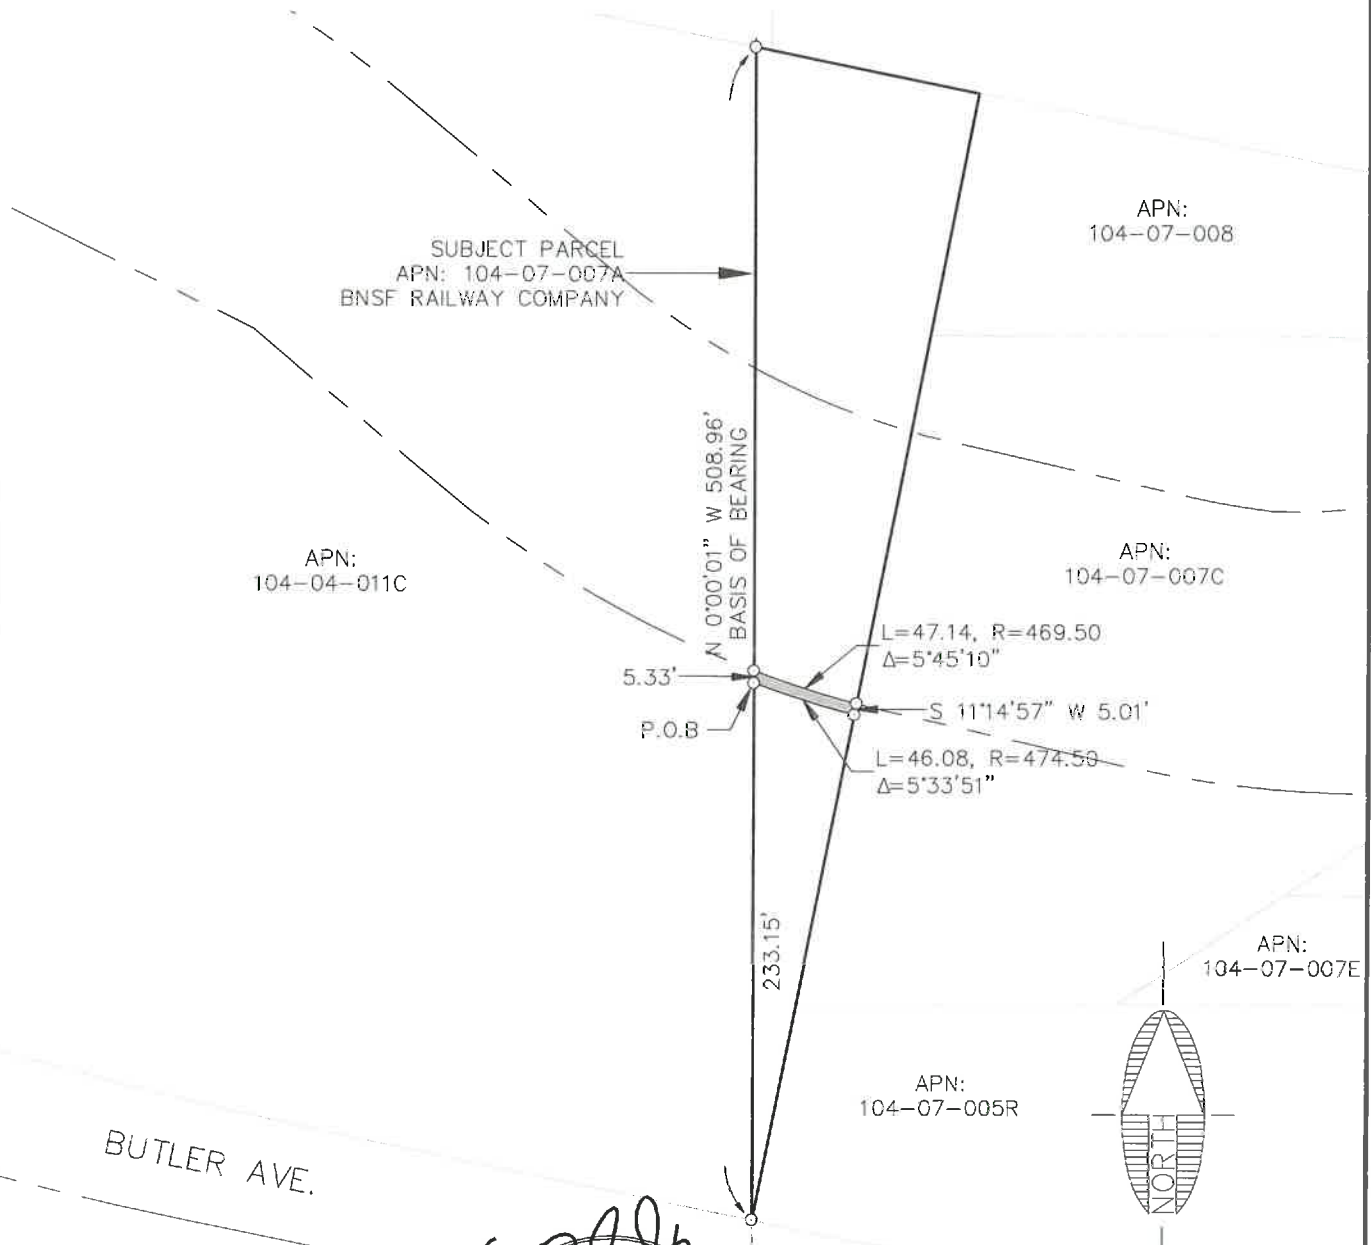 APN:
104-07-008
SUBJECT PARCEL
APN: 104-07-007A
BNSF RAILWAY COMPANY
N 0°00'01" W 508.96'
BASIS OF BEARING
APN:
104-04-011C
APN:
104-07-007C
L=47.14, R=469.50
Δ=5°45'10"
5.33'
S 11°14'57" W 5.01'
P.O.B
L=46.08, R=474.50
Δ=5°33'51"
233.15'
APN:
104-07-007E
APN:
104-07-005R
BUTLER AVE.
NORTH